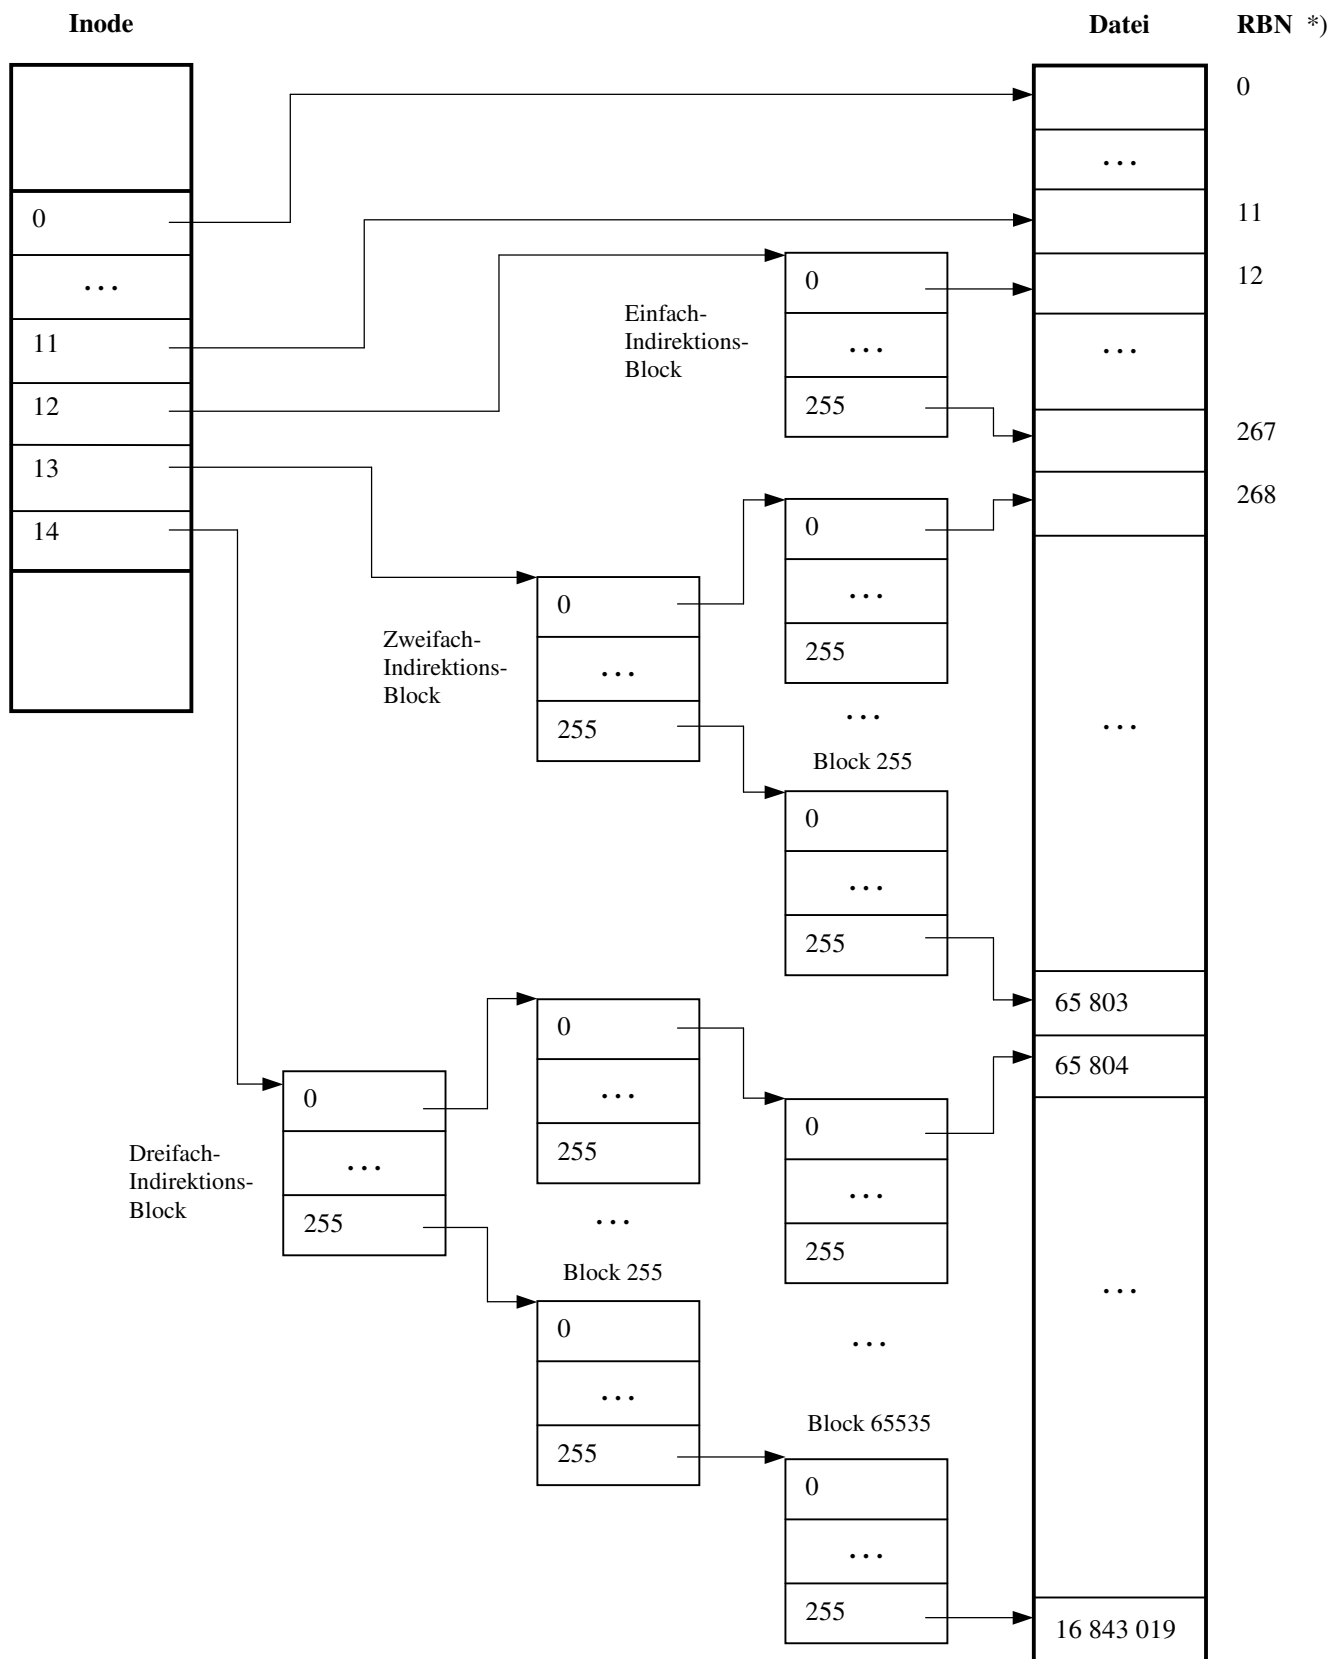 Inode
Datei
RBN *)
0
...
11
12
13
14
Einfach-
Indirektions-
Block
0
...
255
Zweifach-
Indirektions-
Block
0
...
255
0
...
255
...
Block 255
0
...
255
Dreifach-
Indirektions-
Block
0
...
255
0
...
255
...
Block 255
0
...
255
0
...
255
...
Block 65535
0
...
255
...
...
...
65 803
65 804
...
16 843 019
0
11
12
267
268